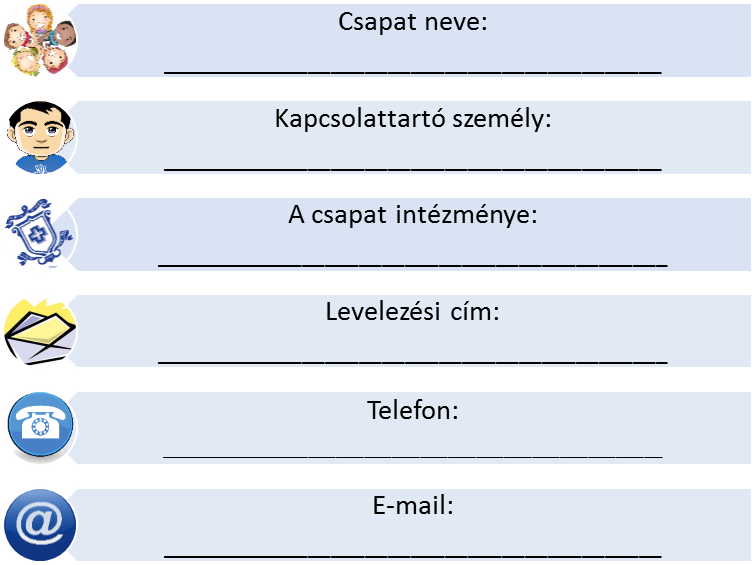 Csapat neve:
Kapcsolattartó személy:
A csapat intézménye:
Levelezési cím:
Telefon:
E-mail: